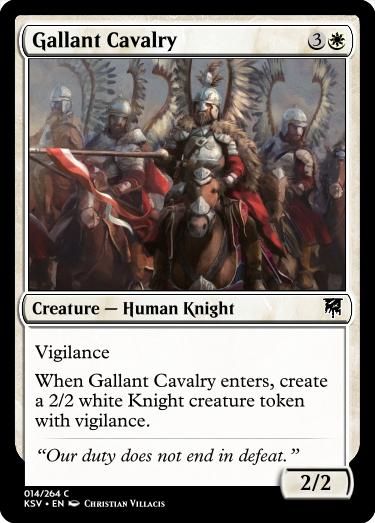 Gallant Cavalry 3
Creature — Human Knight
Vigilance
When Gallant Cavalry enters, create
a 2/2 white Knight creature token
with vigilance.
“Our duty does not end in defeat.”
2/2
014/264 C
KSV • EN Christian Villacis